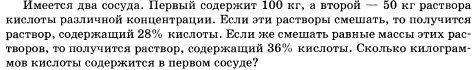 Имеется два сосуда. Первый содержит 100 кг, а второй — 50 кг раствора
кислоты различной концентрации. Если эти растворы смешать, то получится
раствор, содержащий 28% кислоты. Если же смешать равные массы этих рас-
творов, то получится раствор, содержащий 36% кислоты. Сколько килограм-
мов кислоты содержится в первом сосуде?